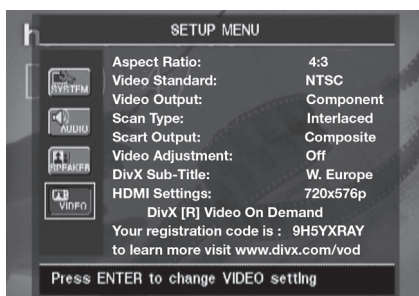 h
SETUP MENU
SYSTEM
AUDIO
SPEAKER
VIDEO
Aspect Ratio: 4:3
Video Standard: NTSC
Video Output: Component
Scan Type: Interlaced
Scart Output: Composite
Video Adjustment: Off
DivX Sub-Title: W. Europe
HDMI Settings: 720x576p
DivX [R] Video On Demand
Your registration code is : 9H5YXRAY
to learn more visit www.divx.com/vod
Press ENTER to change VIDEO setting